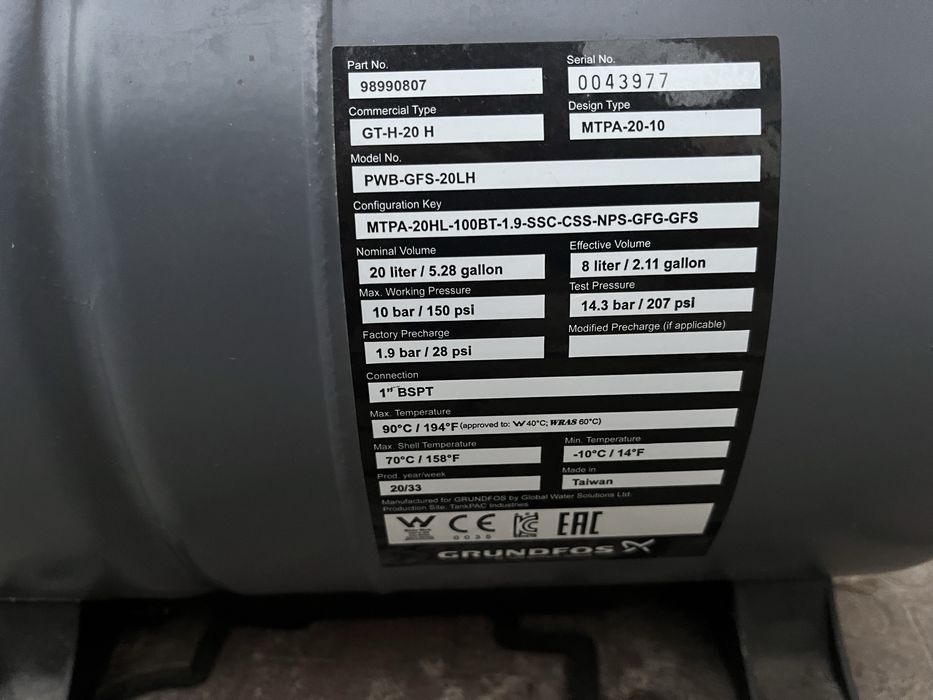 Part No. Serial No.
98990807 0043977
Commercial Type Design Type
GT-H-20 H MTPA-20-10
Model No.
PWB-GFS-20LH
Configuration Key
MTPA-20HL-100BT-1.9-SSC-CSS-NPS-GFG-GFS
Nominal Volume Effective Volume
20 liter / 5.28 gallon 8 liter / 2.11 gallon
Max. Working Pressure Test Pressure
10 bar / 150 psi 14.3 bar / 207 psi
Factory Precharge Modified Precharge (if applicable)
1.9 bar / 28 psi
Connection
1" BSPT
Max. Temperature
90°C / 194°F (approved to: W 40°C; WRAS 60°C)
Max. Shell Temperature Min. Temperature
70°C / 158°F -10°C / 14°F
Prod. year/week Made in
20/33 Taiwan
Manufactured for GRUNDFOS by Global Water Solutions Ltd.
Production Site: TankPAC Industries
W CE EAC
GRUNDFOS